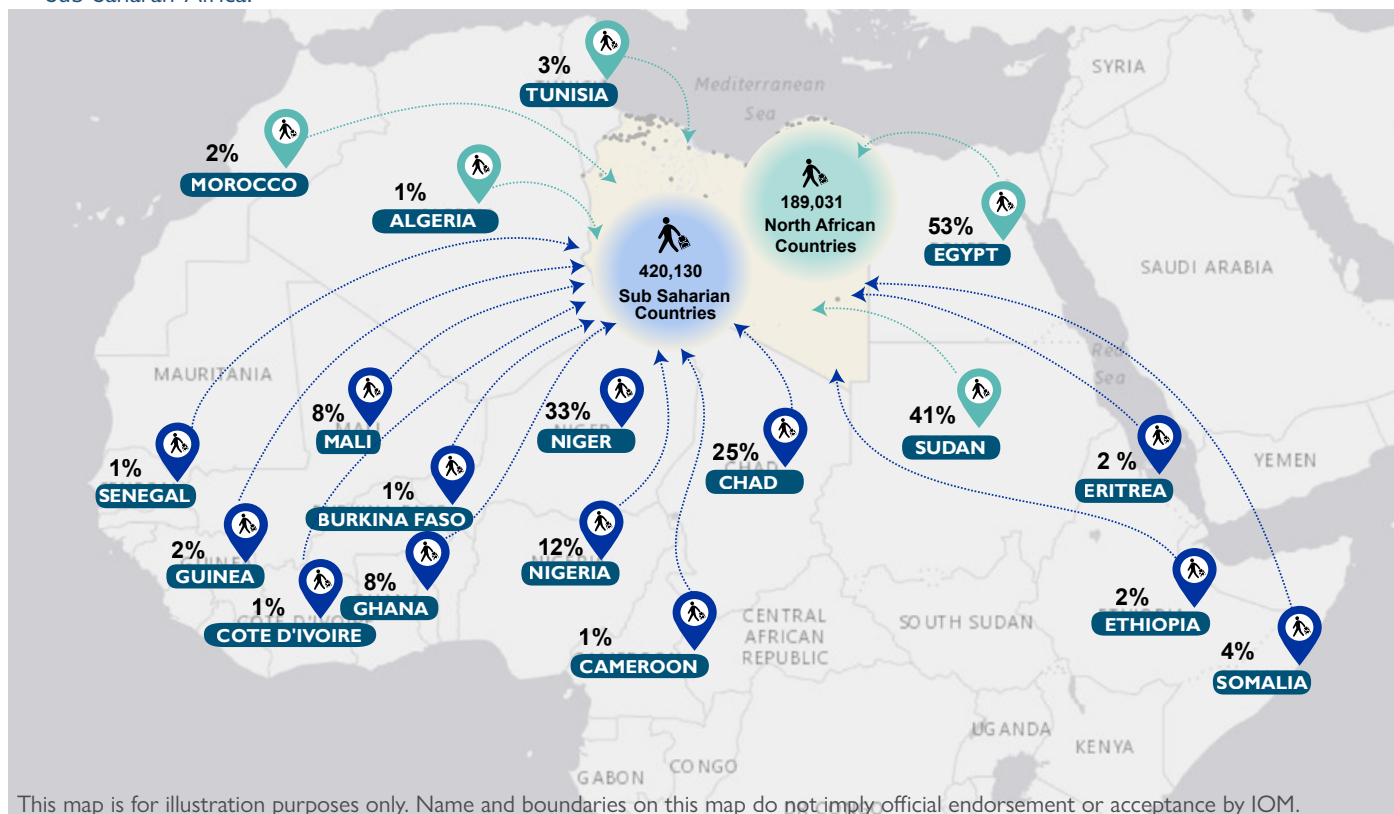 3%
TUNISIA
Mediterranean
Sea
SYRIA
2%
MOROCCO
1%
ALGERIA
189,031
North African
Countries
53%
EGYPT
420,130
Sub Saharian
Countries
SAUDI ARABIA
MAURITANIA
Red
Sea
8%
MALI
33%
NIGER
25%
CHAD
41%
SUDAN
1%
SENEGAL
2 %
ERITREA
YEMEN
1%
BURKINA FASO
2%
GUINEA
12%
NIGERIA
8%
GHANA
1%
COTE D'IVOIRE
1%
CAMEROON
CENTRAL
AFRICAN
REPUBLIC
SOUTH SUDAN
2%
ETHIOPIA
4%
SOMALIA
UGANDA
KENYA
GABON
CONGO
This map is for illustration purposes only. Name and boundaries on this map do not imply official endorsement or acceptance by IOM.